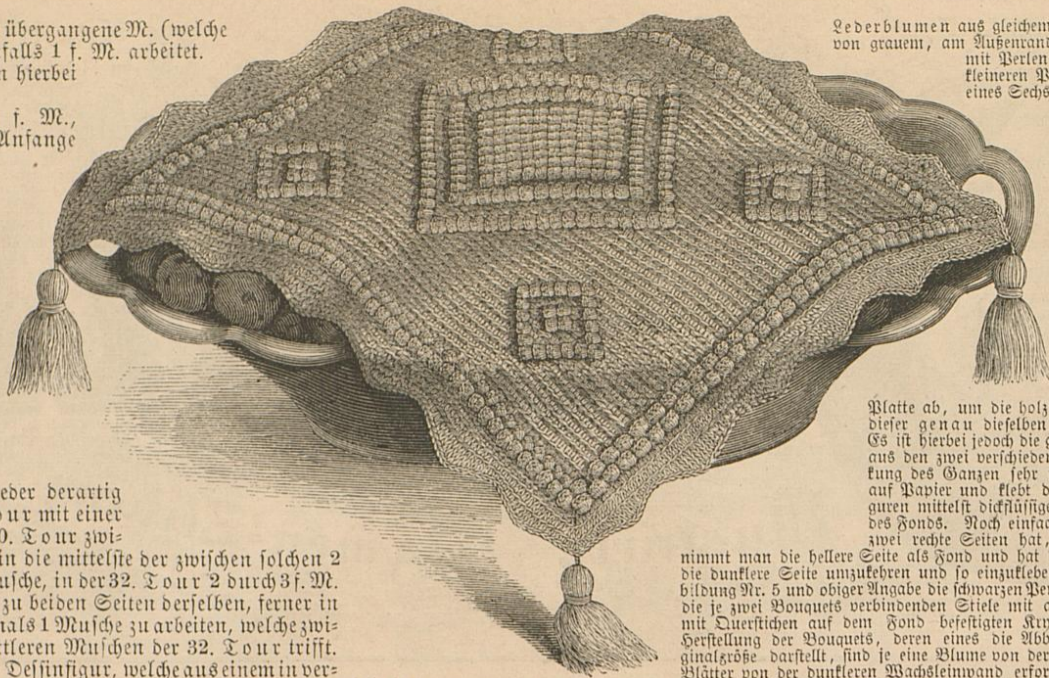 übergangene M. (welche
falls 1 f. M. arbeitet.
n hierbei
f. M.,
Anfange
eder derartig
our mit einer
0. Tour zwi-
in die mittelste der zwischen solchen 2
usche, in der 32. Tour 2 durch 3 f. M.
zu beiden Seiten derselben, ferner in
mals 1 Musche zu arbeiten, welche zwi-
ttleren Muschen der 32. Tour trifft.
Dessinfigur, welche aus einem in ver-
Lederblumen aus gleichem
von grauem, am Außenrand
mit Perlen
kleineren P
eines Sechs
Platte ab, um die holz
dieser genau dieselben
Es ist hierbei jedoch die g
aus den zwei verschieden
kung des Ganzen sehr
auf Papier und klebt d
guren mittelst dickflüssige
des Fonds. Noch einfac
zwei rechte Seiten hat,
nimmt man die hellere Seite als Fond und hat
die dunklere Seite umzukehren und so einzuklebe
bildung Nr. 5 und obiger Angabe die schwarzen Per
die je zwei Bouquets verbindenden Stiele mit
mit Querstichen auf dem Fond befestigten
Herstellung der Bouquets, deren eines die Abb
ginalgröße darstellt, sind je eine Blume von der
Blätter von der dunkleren Wachsleinwand erfor